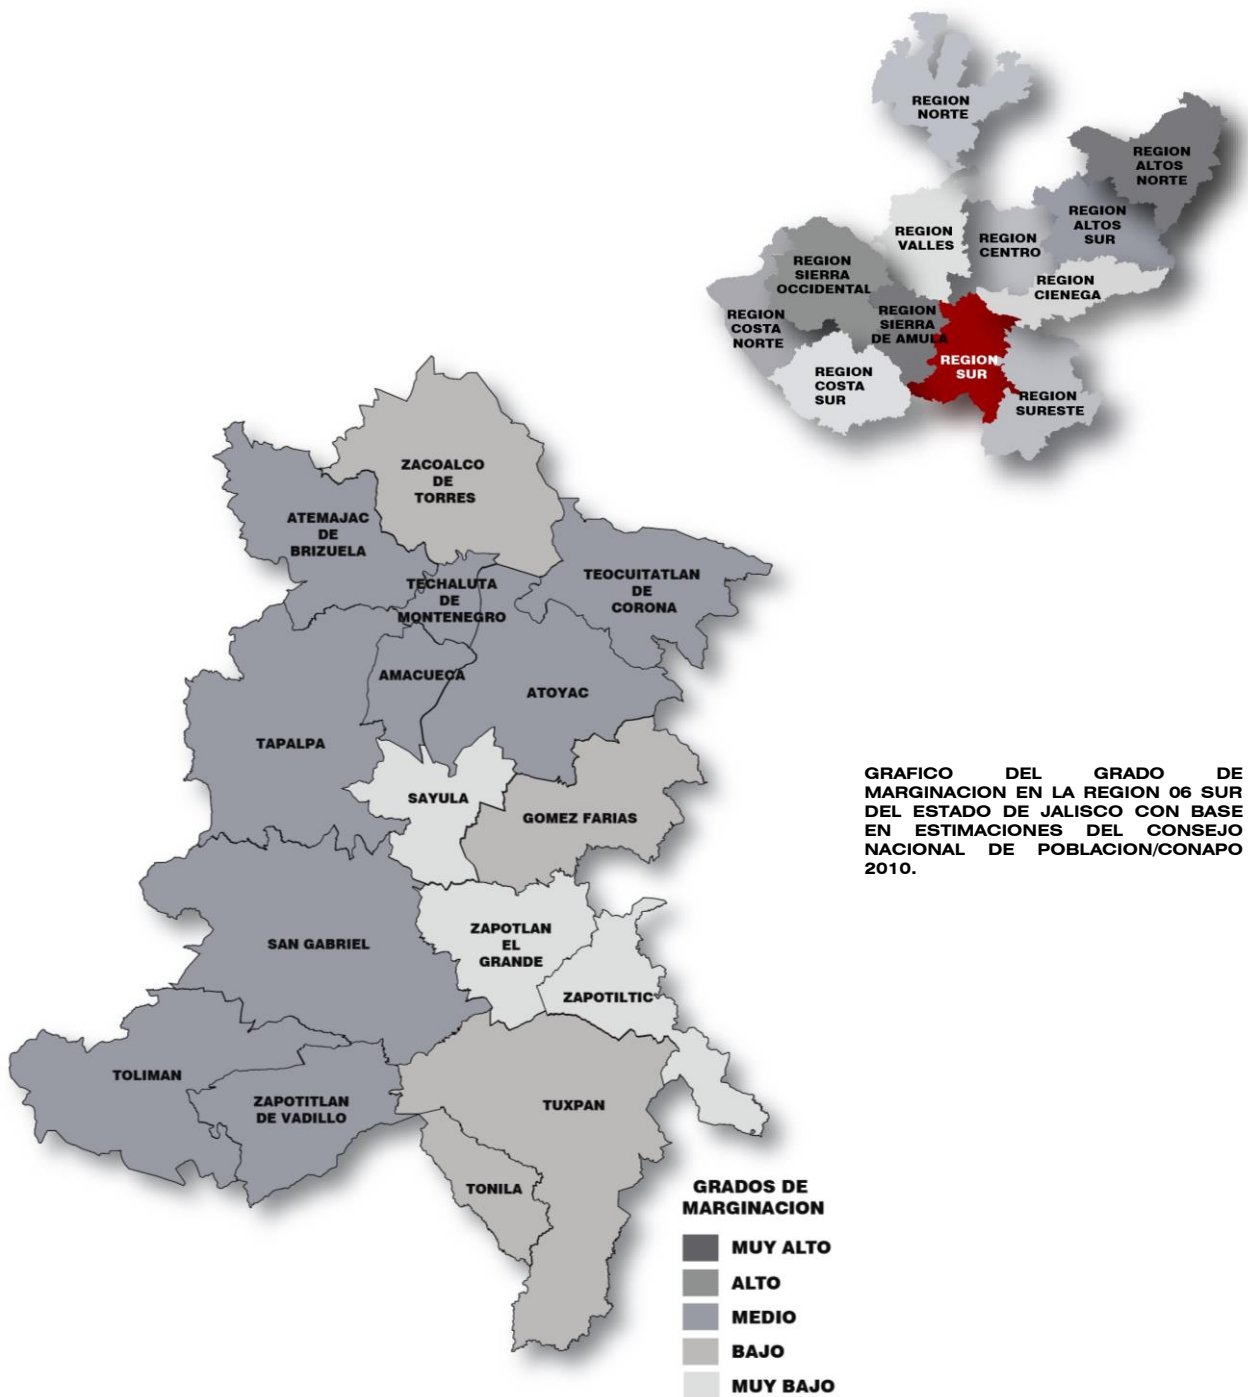 REGION
NORTE
REGION
ALTOS
NORTE
REGION
ALTOS
SUR
REGION
VALLES
REGION
CENTRO
REGION
SIERRA
OCCIDENTAL
REGION
CIENEGA
REGION
COSTA
NORTE
REGION
SIERRA
DE AMULA
REGION
SUR
REGION
COSTA
SUR
REGION
SURESTE
ZACOALCO
DE
TORRES
ATEMAJAC
DE
BRIZUELA
TECHALUTA
DE
MONTENEGRO
TEOCUITATLAN
DE
CORONA
AMACUECA
ATOYAC
TAPALPA
SAYULA
GOMEZ FARIAS
GRAFICO DEL GRADO DE
MARGINACION EN LA REGION 06 SUR
DEL ESTADO DE JALISCO CON BASE
EN ESTIMACIONES DEL CONSEJO
NACIONAL DE POBLACION/CONAPO
2010.
SAN GABRIEL
ZAPOTLAN
EL
GRANDE
ZAPOTILTIC
TOLIMAN
ZAPOTITLAN
DE VADILLO
TUXPAN
TONILA
GRADOS DE
MARGINACION
MUY ALTO
ALTO
MEDIO
BAJO
MUY BAJO